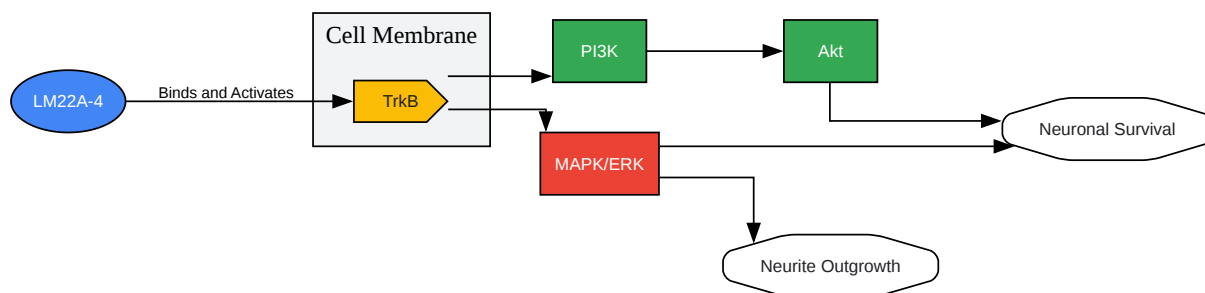 Cell Membrane
PI3K
Akt
LM22A-4
Binds and Activates
TrkB
Neuronal Survival
MAPK/ERK
Neurite Outgrowth